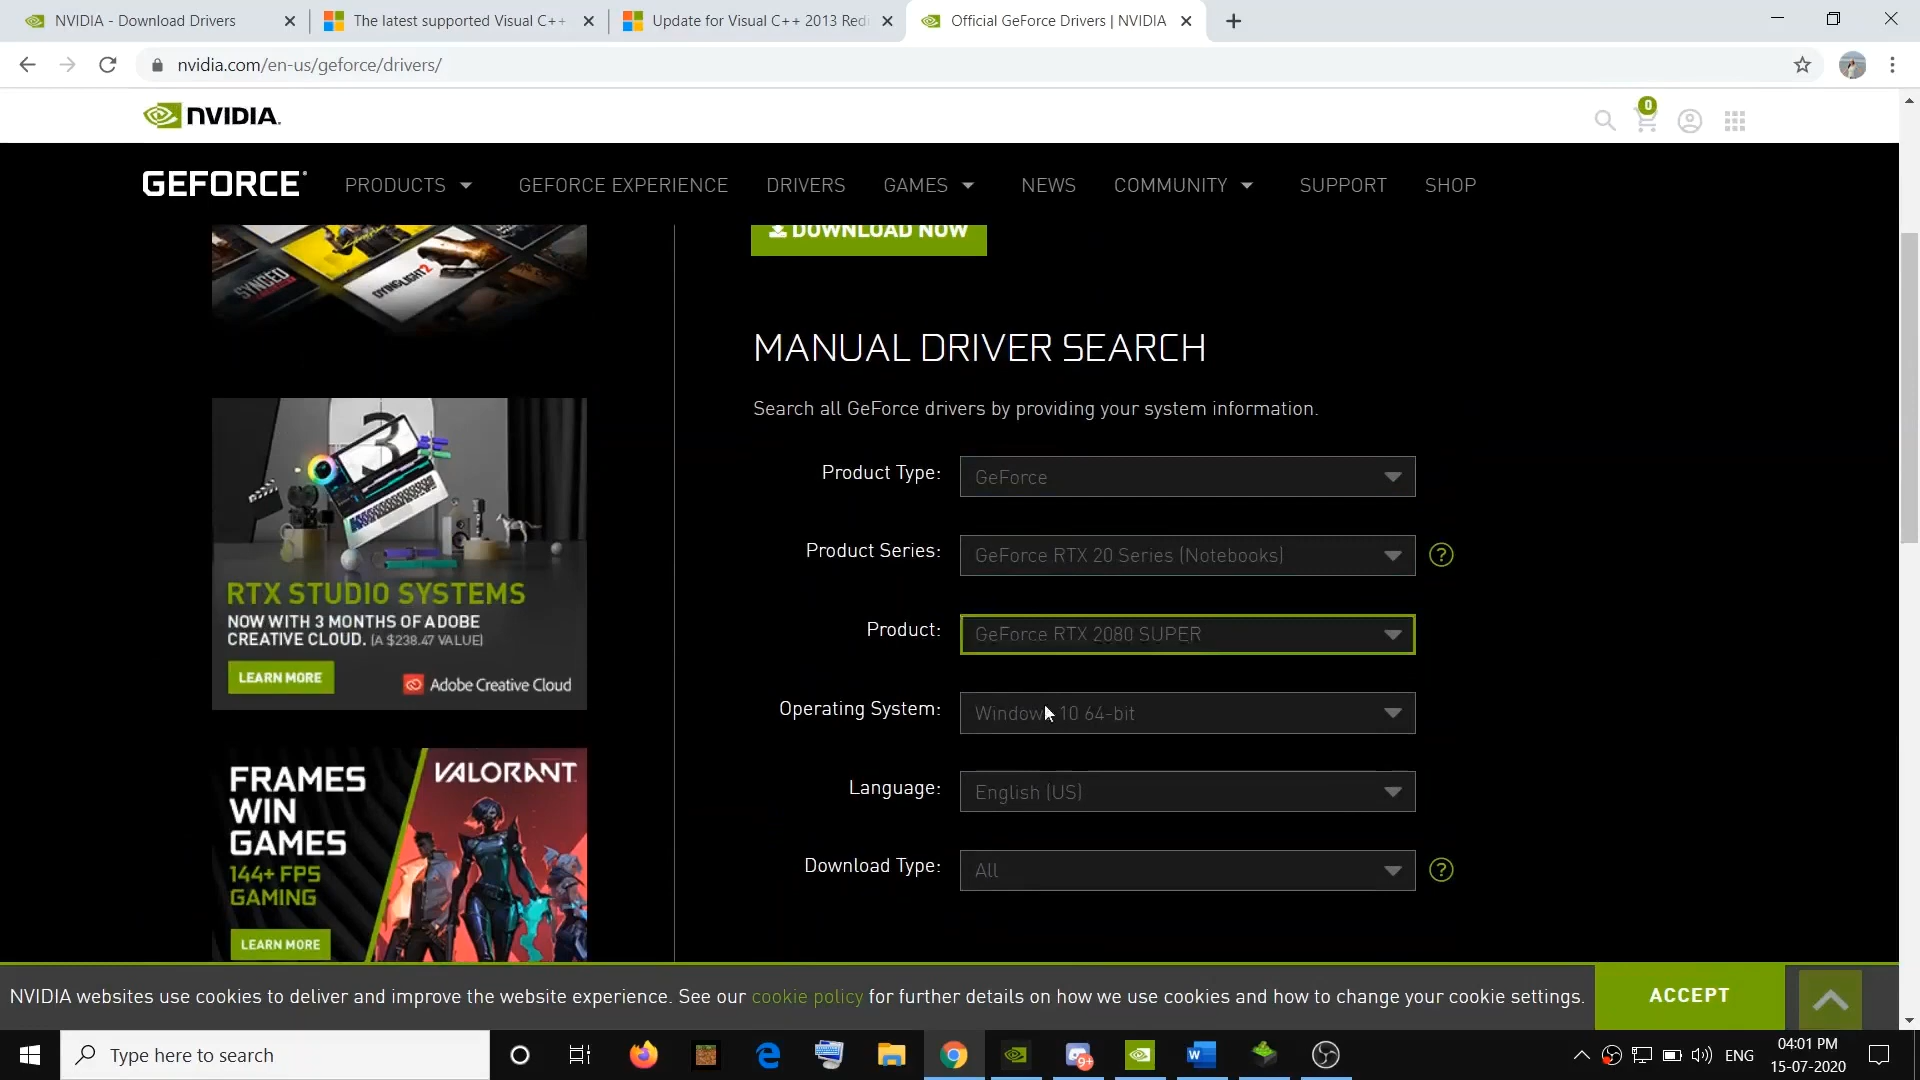 NVIDIA - Download Drivers
The latest supported Visual C++
Update for Visual C++ 2013 Redi
Official GeForce Drivers | NVIDIA
nvidia.com/en-us/geforce/drivers/
NVIDIA.
0
GEFORCE
PRODUCTS
GEFORCE EXPERIENCE
DRIVERS
GAMES
NEWS
COMMUNITY
SUPPORT
SHOP
DOWNLOAD NOW
SYNCED
DYING LIGHT 2
MANUAL DRIVER SEARCH
Search all GeForce drivers by providing your system information.
Product Type:
GeForce
Product Series:
GeForce RTX 20 Series (Notebooks)
?
Product:
GeForce RTX 2080 SUPER
Operating System:
Windows 10 64-bit
Language:
English (US)
Download Type:
All
?
3
RTX STUDIO SYSTEMS
NOW WITH 3 MONTHS OF ADOBE
CREATIVE CLOUD. (A $238.47 VALUE)
LEARN MORE
Adobe Creative Cloud
FRAMES
WIN
GAMES
144+ FPS
GAMING
VALORANT
LEARN MORE
NVIDIA websites use cookies to deliver and improve the website experience. See our cookie policy for further details on how we use cookies and how to change your cookie settings.
ACCEPT
Type here to search
9+
ENG
04:01 PM
15-07-2020